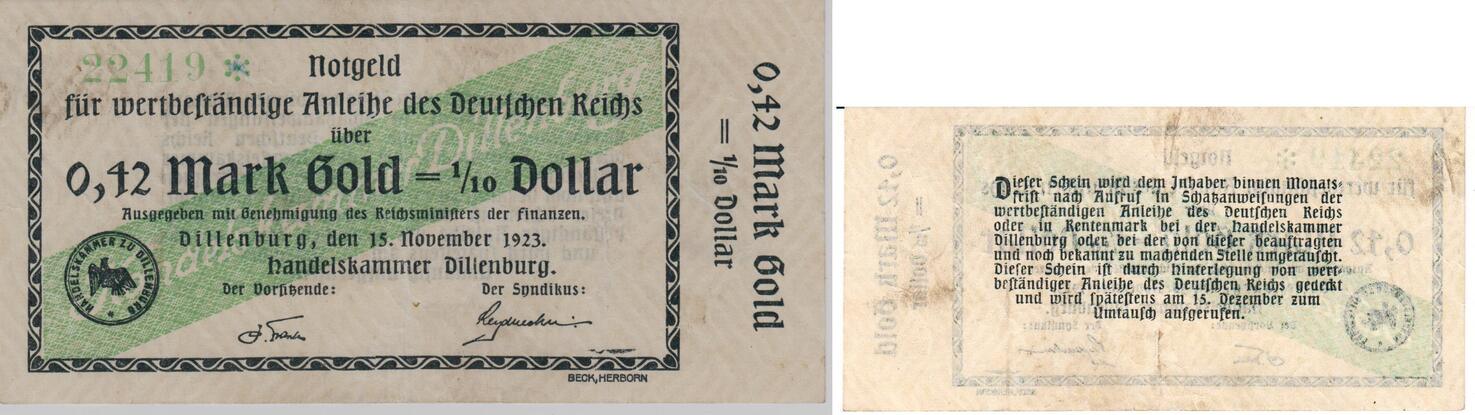 22419 *
Notgeld
für wertbeständige Anleihe des Deutschen Reichs
über
0,42 Mark Gold = 1/10 Dollar
Ausgegeben mit Genehmigung des Reichsministers der Finanzen.
Dillenburg, den 15. November 1923.
Handelskammer Dillenburg.
Der Vorsitzende:
Der Syndikus:
HANDELSKAMMER ZU DILLENBURG
BECK, HERBORN
0,42 Mark Gold
= 1/10 Dollar
Dieser Schein wird dem Inhaber binnen Monats-
frist nach Aufruf in Schatzanweisungen der
wertbeständigen Anleihe des Deutschen Reichs
oder in Rentenmark bei der Handelskammer
Dillenburg oder bei der von dieser beauftragten
und noch bekannt zu machenden Stelle umgetauscht.
Dieser Schein ist durch Hinterlegung von wert-
beständiger Anleihe des Deutschen Reichs gedeckt
und wird spätestens am 15. Dezember zum
Umtausch aufgerufen.